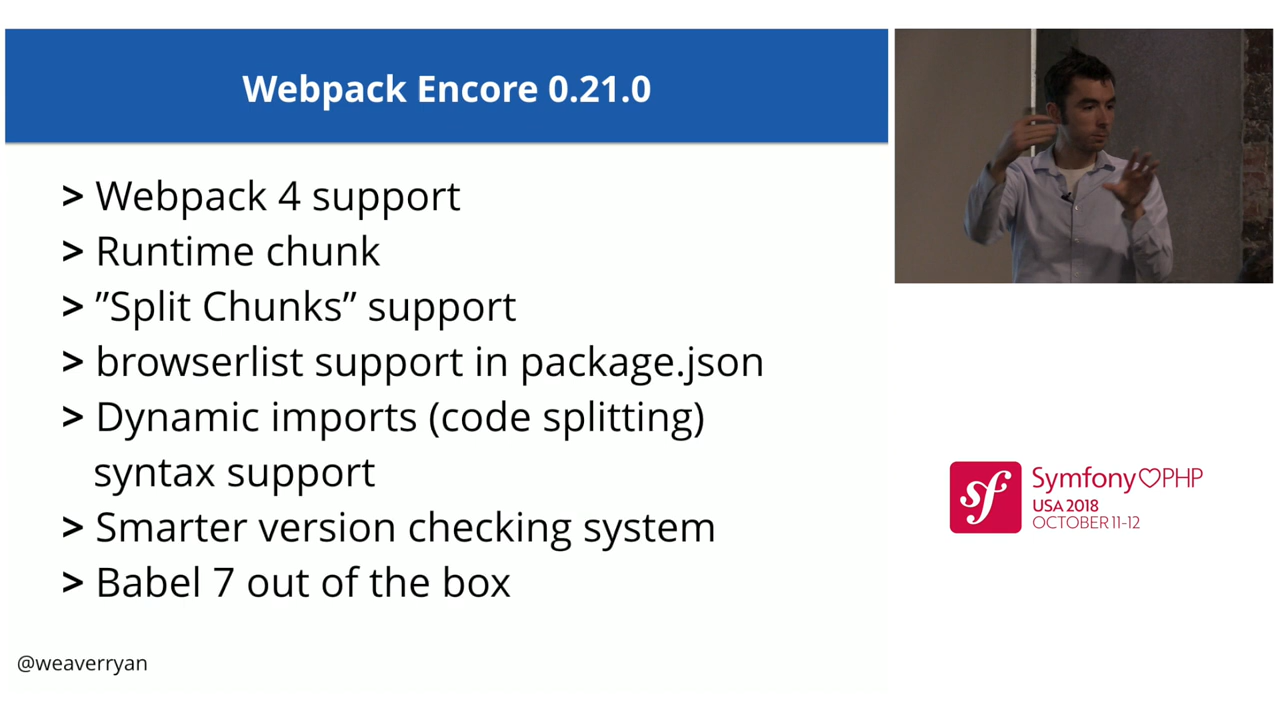 Webpack Encore 0.21.0
> Webpack 4 support
> Runtime chunk
> ”Split Chunks” support
> browserlist support in package.json
> Dynamic imports (code splitting)
syntax support
> Smarter version checking system
> Babel 7 out of the box
@weaverryan
sf
Symfony♡PHP
USA 2018
OCTOBER 11-12